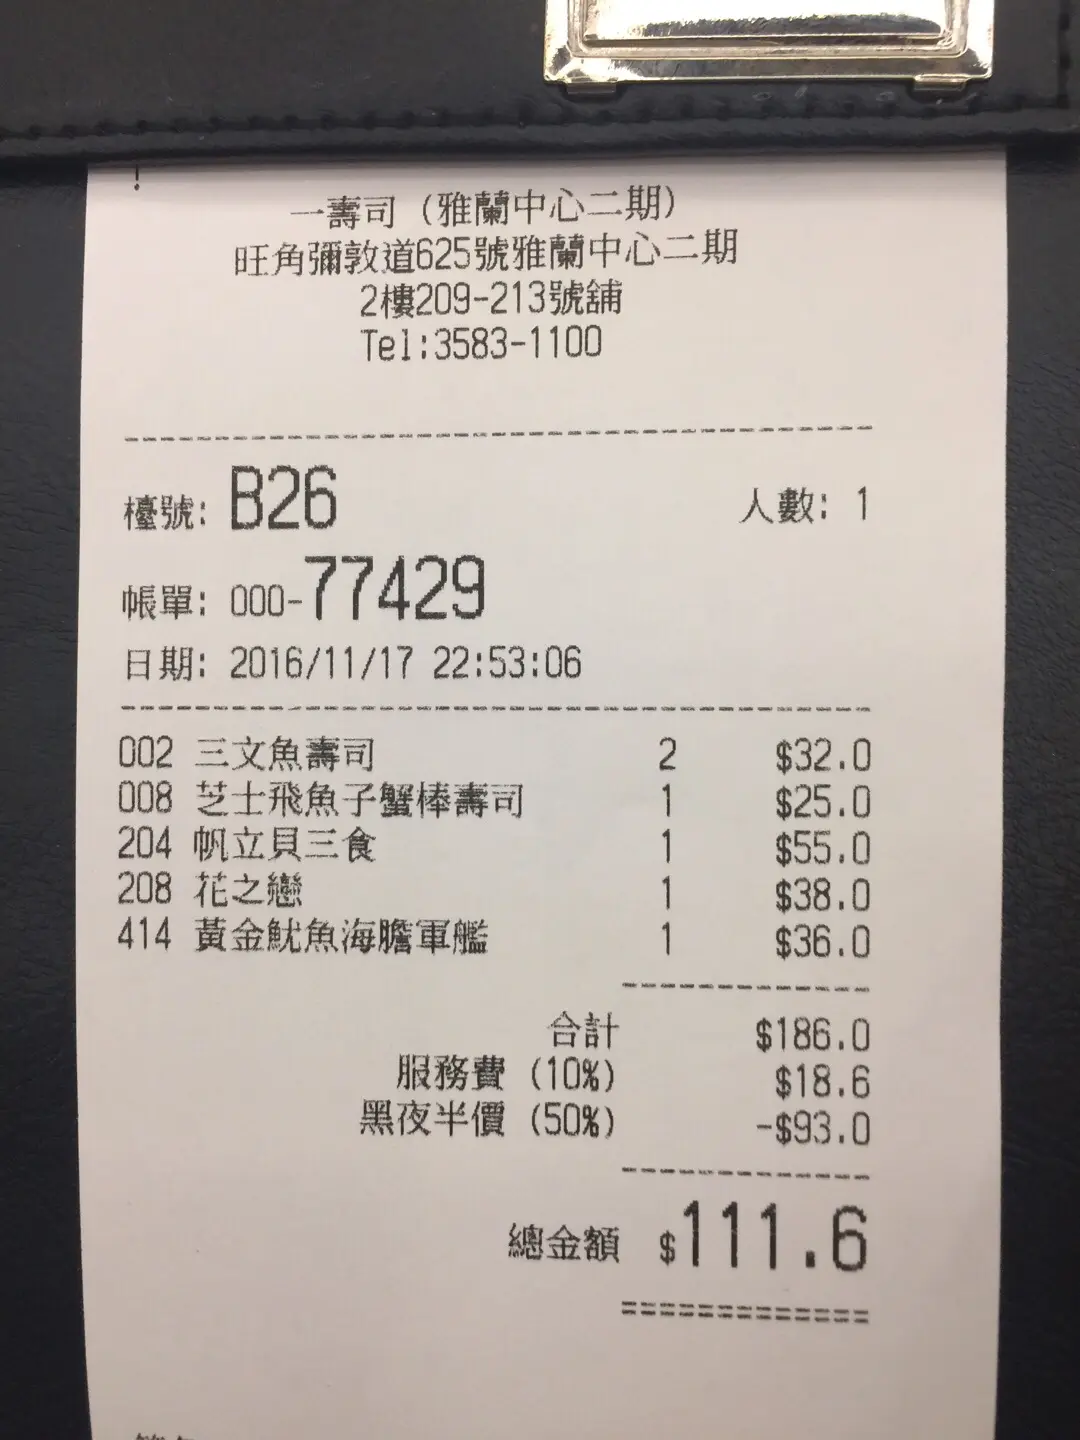 一壽司 (雅蘭中心二期)
旺角彌敦道625號雅蘭中心二期
2樓209-213號舖
Tel:3583-1100
檯號: B26 人數: 1
帳單: 000-77429
日期: 2016/11/17 22:53:06
002 三文魚壽司 2 $32.0
008 芝士飛魚子蟹棒壽司 1 $25.0
204 帆立貝三食 1 $55.0
208 花之戀 1 $38.0
414 黃金魷魚海膽軍艦 1 $36.0
合計 $186.0
服務費 (10%) $18.6
黑夜半價 (50%) -$93.0
總金額 $111.6